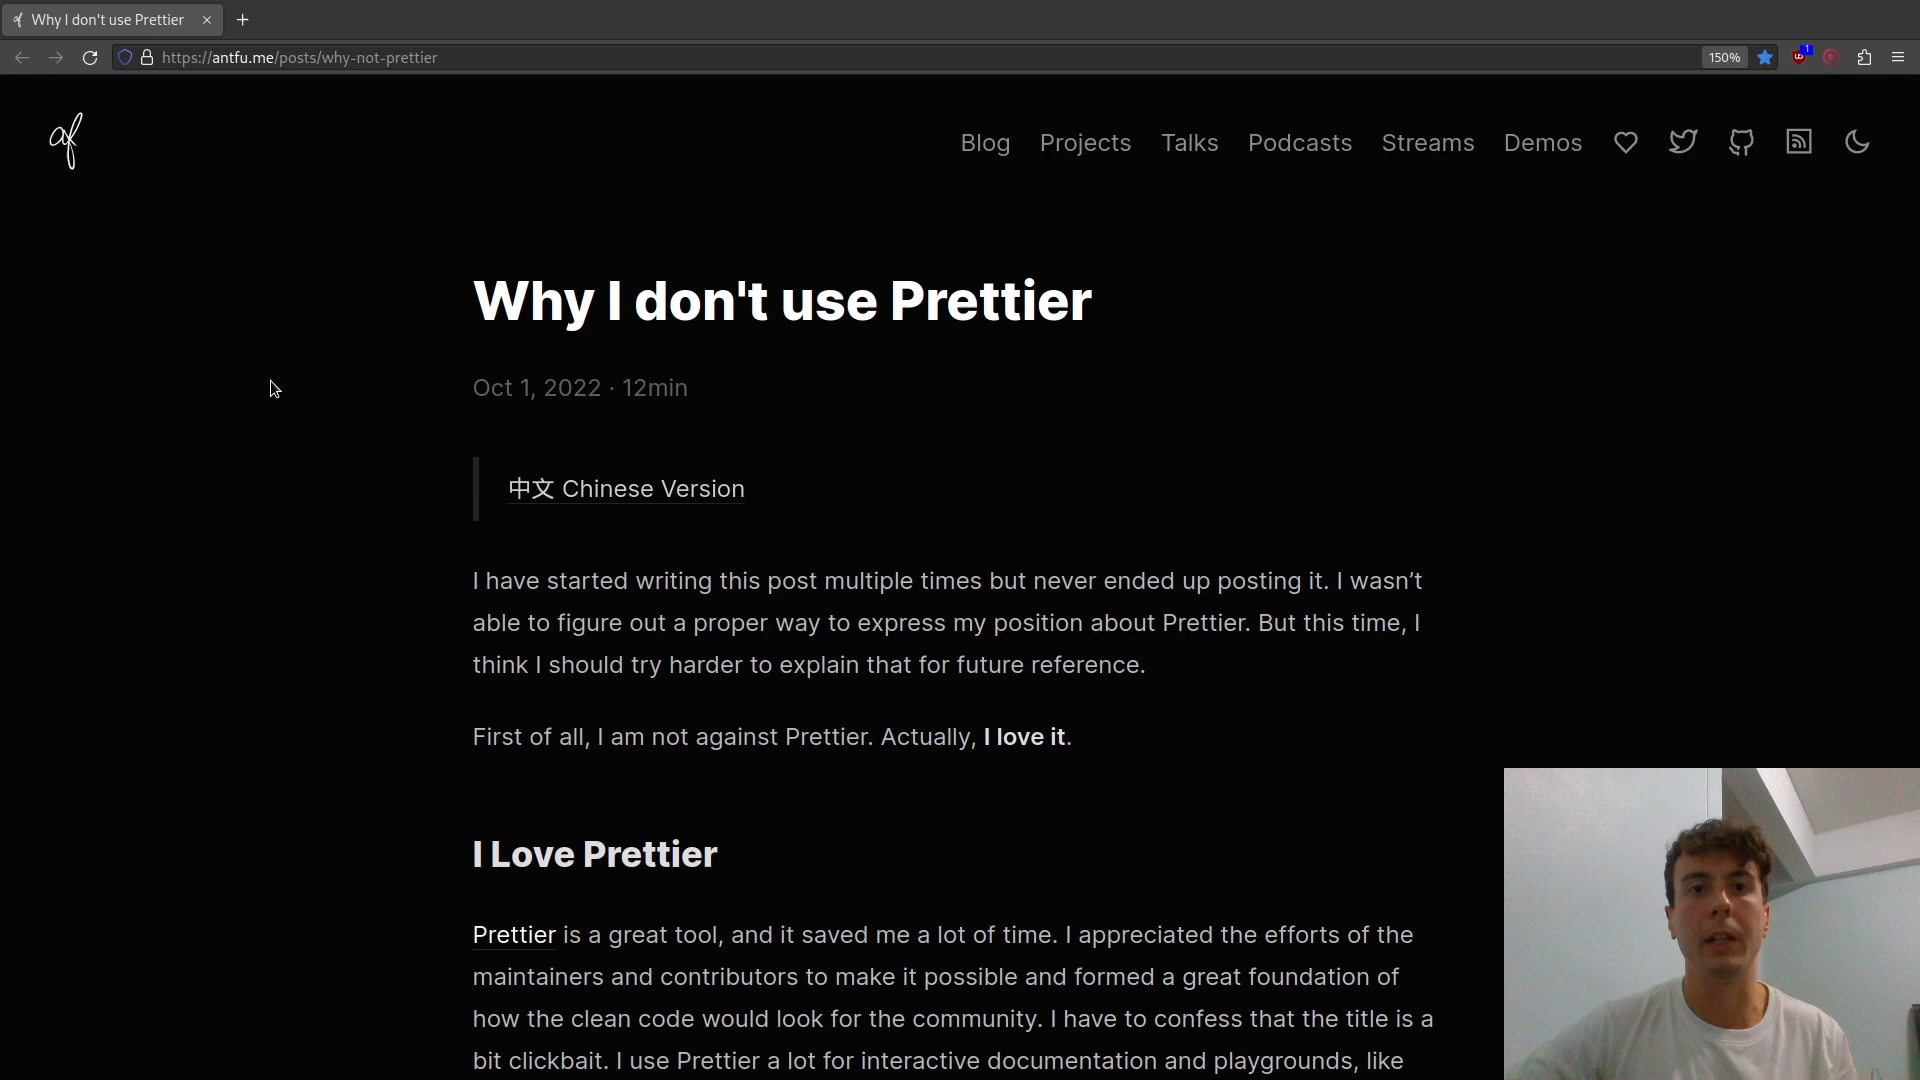 Why I don't use Prettier
https://antfu.me/posts/why-not-prettier
150%
1
af
Blog Projects Talks Podcasts Streams Demos
Why I don't use Prettier
Oct 1, 2022 · 12min
中文 Chinese Version
I have started writing this post multiple times but never ended up posting it. I wasn’t
able to figure out a proper way to express my position about Prettier. But this time, I
think I should try harder to explain that for future reference.
First of all, I am not against Prettier. Actually, I love it.
I Love Prettier
Prettier is a great tool, and it saved me a lot of time. I appreciated the efforts of the
maintainers and contributors to make it possible and formed a great foundation of
how the clean code would look for the community. I have to confess that the title is a
bit clickbait. I use Prettier a lot for interactive documentation and playgrounds, like